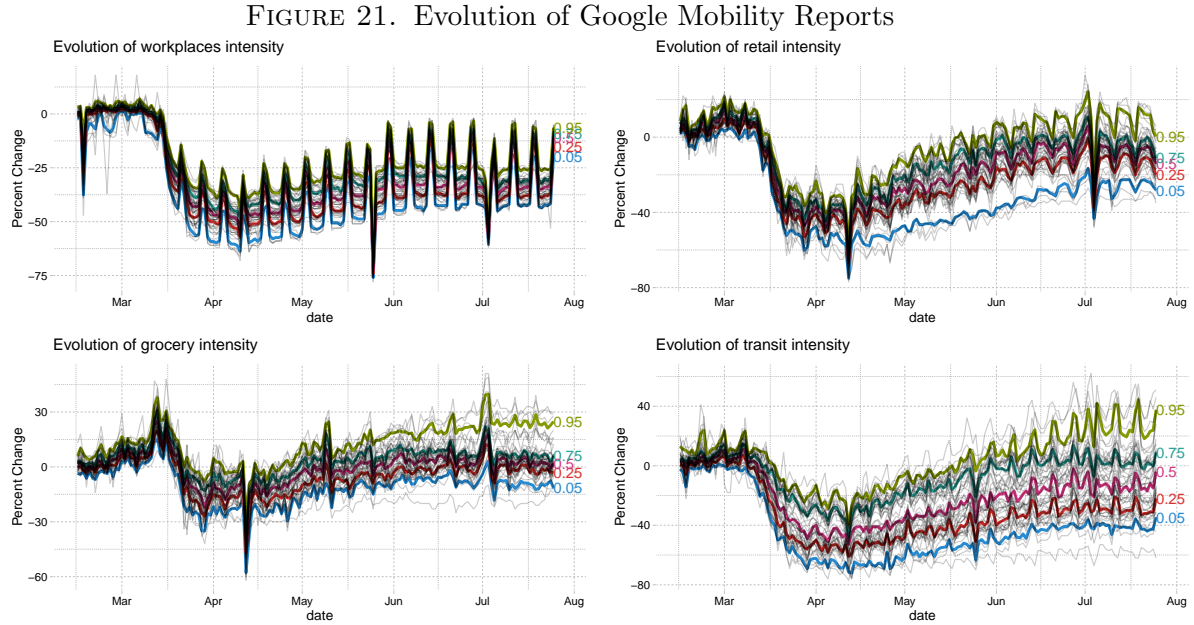 FIGURE 21. Evolution of Google Mobility Reports
Evolution of workplaces intensity
Percent Change
0
−25
−50
−75
0.95
0.25
0.05
Mar
Apr
May
Jun
Jul
Aug
date
Evolution of retail intensity
Percent Change
0
−40
−80
0.95
0.75
0.25
0.05
Mar
Apr
May
Jun
Jul
Aug
date
Evolution of grocery intensity
Percent Change
30
0
−30
−60
0.95
0.75
0.5
0.25
0.05
Mar
Apr
May
Jun
Jul
Aug
date
Evolution of transit intensity
Percent Change
40
0
−40
−80
0.95
0.75
0.5
0.25
0.05
Mar
Apr
May
Jun
Jul
Aug
date